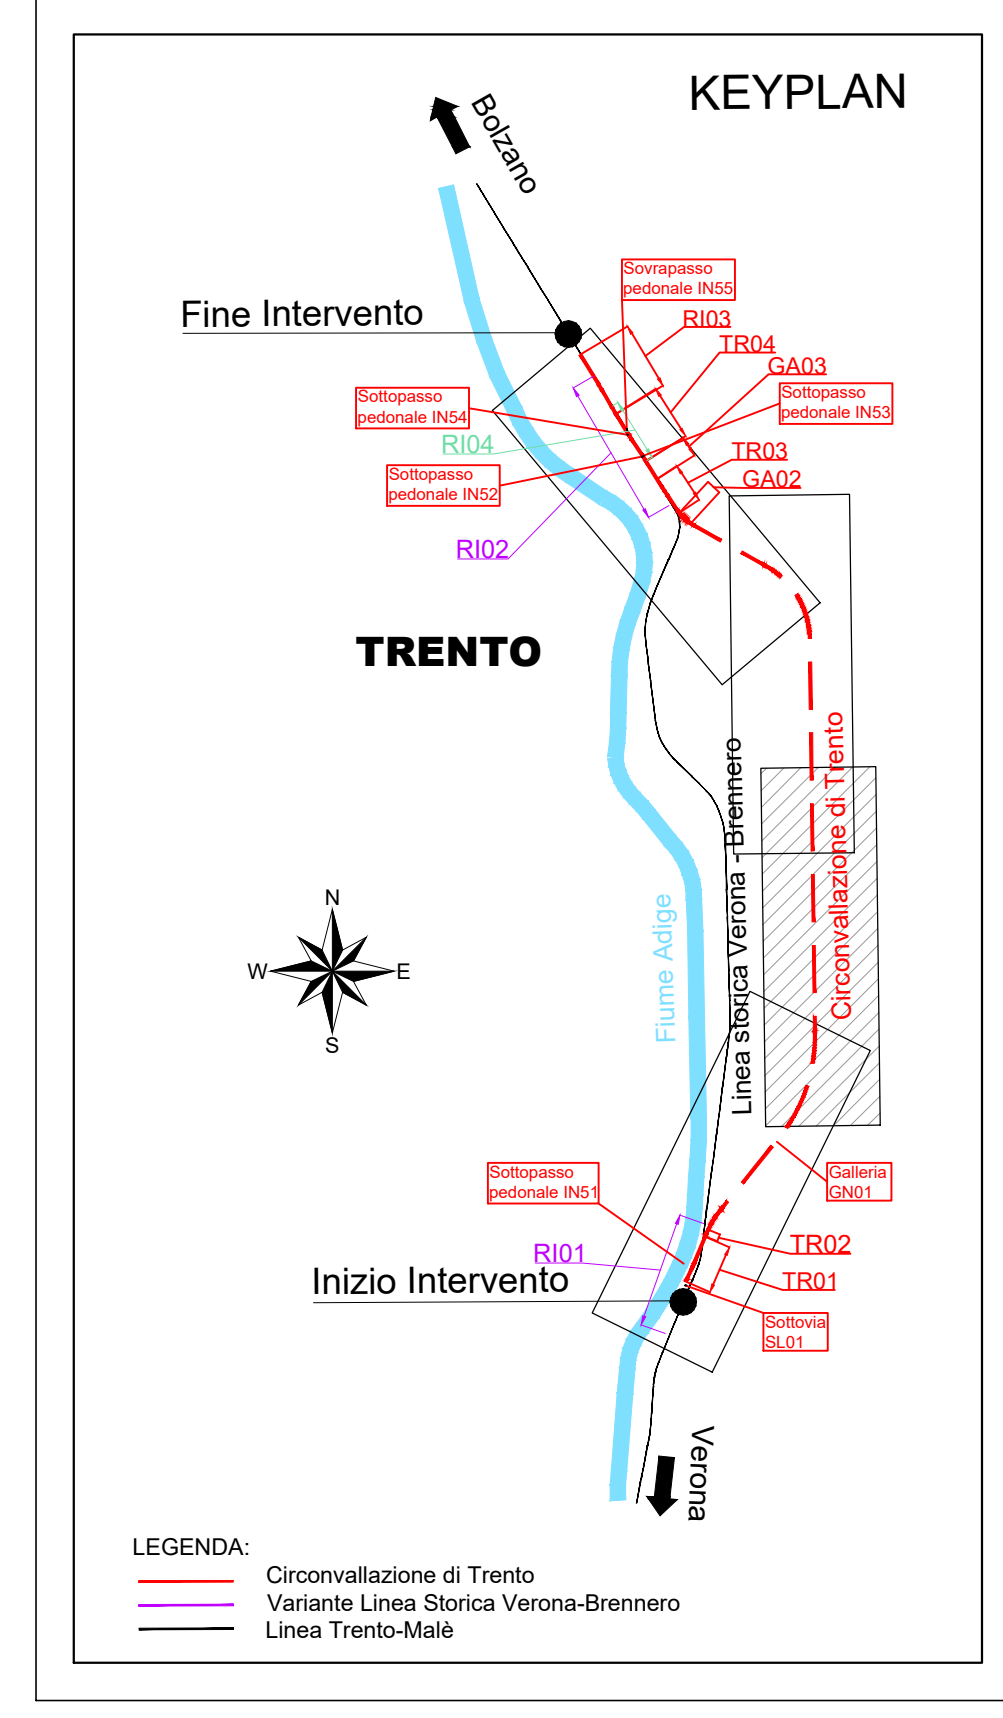 KEYPLAN
Bolzano
Fine Intervento
Sovrapasso
pedonale IN55
RI03
TR04
GA03
Sottopasso
pedonale IN54
Sottopasso
pedonale IN53
RI04
TR03
Sottopasso
pedonale IN52
GA02
RI02
TRENTO
Linea storica Verona - Brennero
Circonvallazione di Trento
Fiume Adige
N
W
E
S
Sottopasso
pedonale IN51
Galleria
GN01
RI01
TR02
Inizio Intervento
TR01
Sottovia
SL01
Verona
LEGENDA:
Circonvallazione di Trento
Variante Linea Storica Verona-Brennero
Linea Trento-Malè